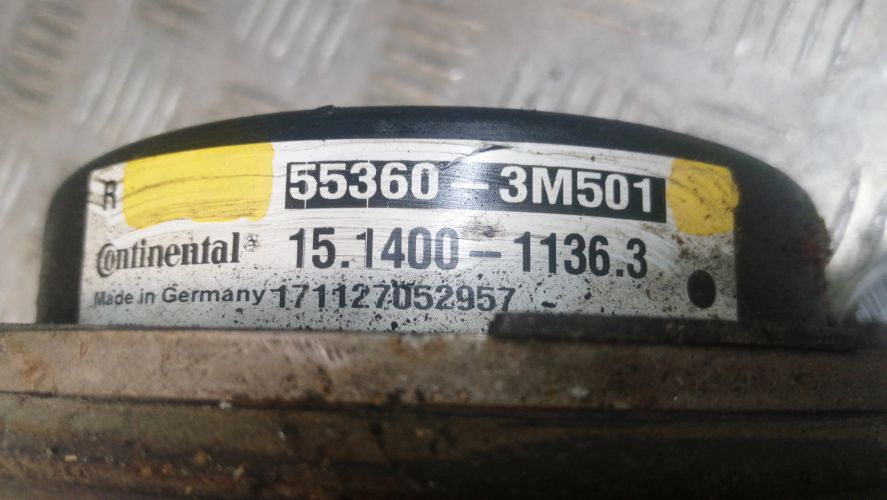 R 55360-3M501
Continental 15.1400-1136.3
Made in Germany 171127052957